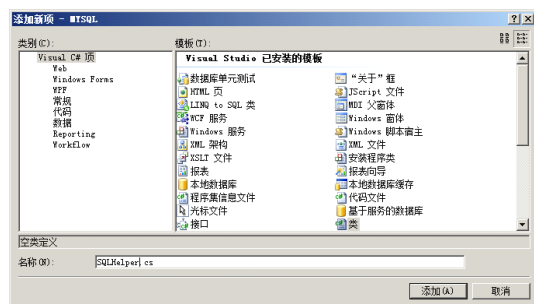 添加新项 - MYSQL
类别(C):
模板(T):
Visual C# 项
Web
Windows Forms
WPF
常规
代码
数据
Reporting
Workflow
Visual Studio 已安装的模板
数据库单元测试
“关于”框
HTML 页
JScript 文件
LINQ to SQL 类
MDI 父窗体
WCF 服务
Windows 窗体
Windows 服务
Windows 脚本宿主
XML 架构
XML 文件
XSLT 文件
安装程序类
报表
报表向导
本地数据库
本地数据库缓存
程序集信息文件
代码文件
光标文件
基于服务的数据库
接口
类
空类定义
名称(N):
SQLHelper.cs
添加(A)
取消